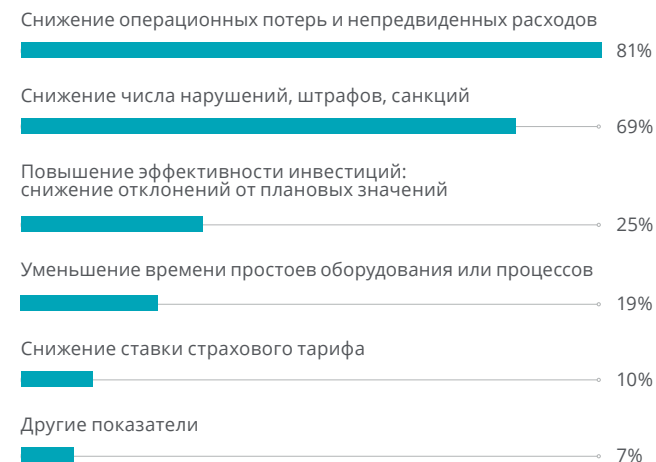 Снижение операционных потерь и непредвиденных расходов
81%
Снижение числа нарушений, штрафов, санкций
69%
Повышение эффективности инвестиций:
снижение отклонений от плановых значений
25%
Уменьшение времени простоев оборудования или процессов
19%
Снижение ставки страхового тарифа
10%
Другие показатели
7%